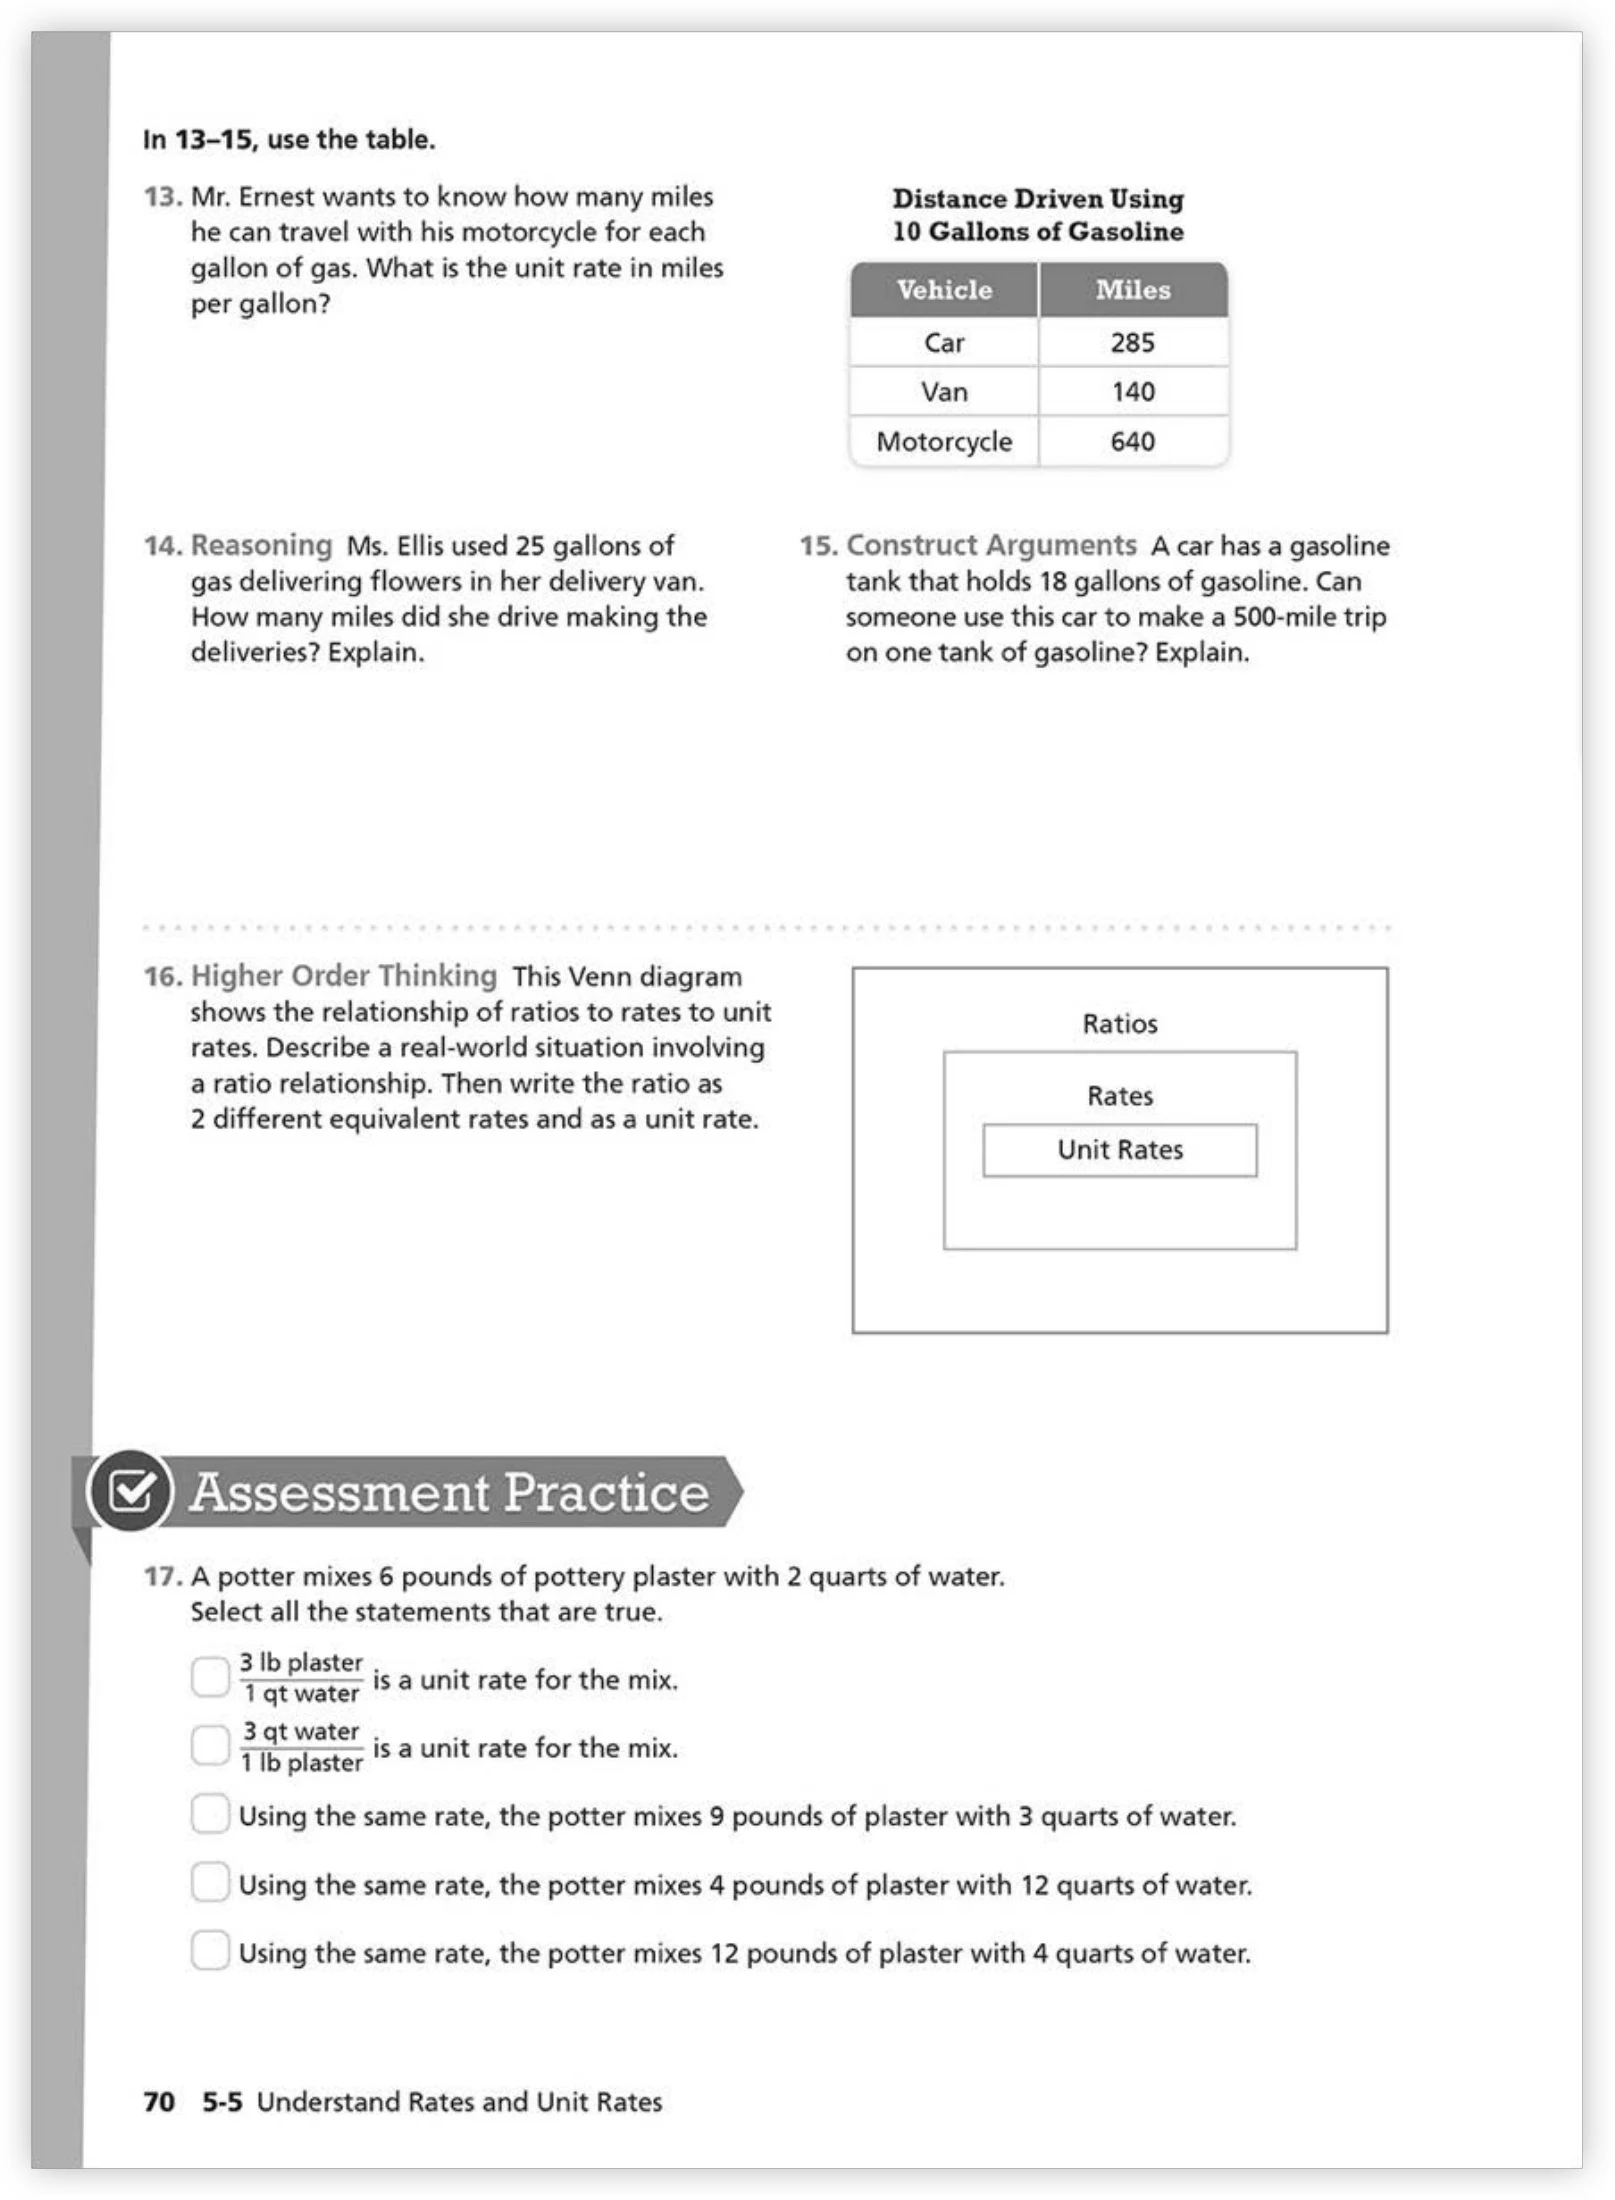 In 13–15, use the table.
13. Mr. Ernest wants to know how many miles
he can travel with his motorcycle for each
gallon of gas. What is the unit rate in miles
per gallon?
Distance Driven Using
10 Gallons of Gasoline
Vehicle Miles
Car 285
Van 140
Motorcycle 640
14. Reasoning Ms. Ellis used 25 gallons of
gas delivering flowers in her delivery van.
How many miles did she drive making the
deliveries? Explain.
15. Construct Arguments A car has a gasoline
tank that holds 18 gallons of gasoline. Can
someone use this car to make a 500-mile trip
on one tank of gasoline? Explain.
16. Higher Order Thinking This Venn diagram
shows the relationship of ratios to rates to unit
rates. Describe a real-world situation involving
a ratio relationship. Then write the ratio as
2 different equivalent rates and as a unit rate.
Ratios
Rates
Unit Rates
Assessment Practice
17. A potter mixes 6 pounds of pottery plaster with 2 quarts of water.
Select all the statements that are true.
3 lb plaster
1 qt water
is a unit rate for the mix.
3 qt water
1 lb plaster
is a unit rate for the mix.
Using the same rate, the potter mixes 9 pounds of plaster with 3 quarts of water.
Using the same rate, the potter mixes 4 pounds of plaster with 12 quarts of water.
Using the same rate, the potter mixes 12 pounds of plaster with 4 quarts of water.
70 5-5 Understand Rates and Unit Rates